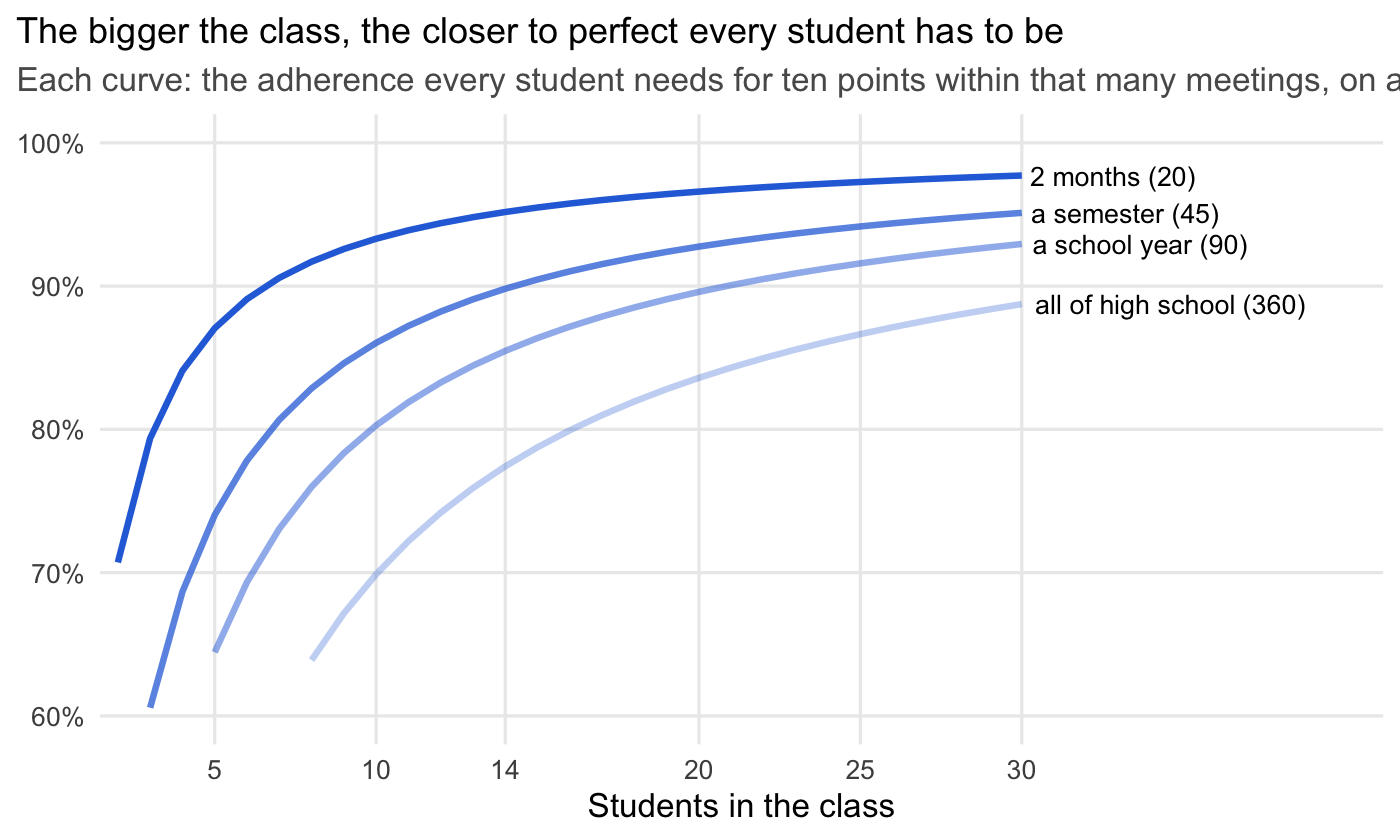 The bigger the class, the closer to perfect every student has to be
Each curve: the adherence every student needs for ten points within that many meetings, on a
100%
90%
80%
70%
60%
2 months (20)
a semester (45)
a school year (90)
all of high school (360)
5
10
14
20
25
30
Students in the class